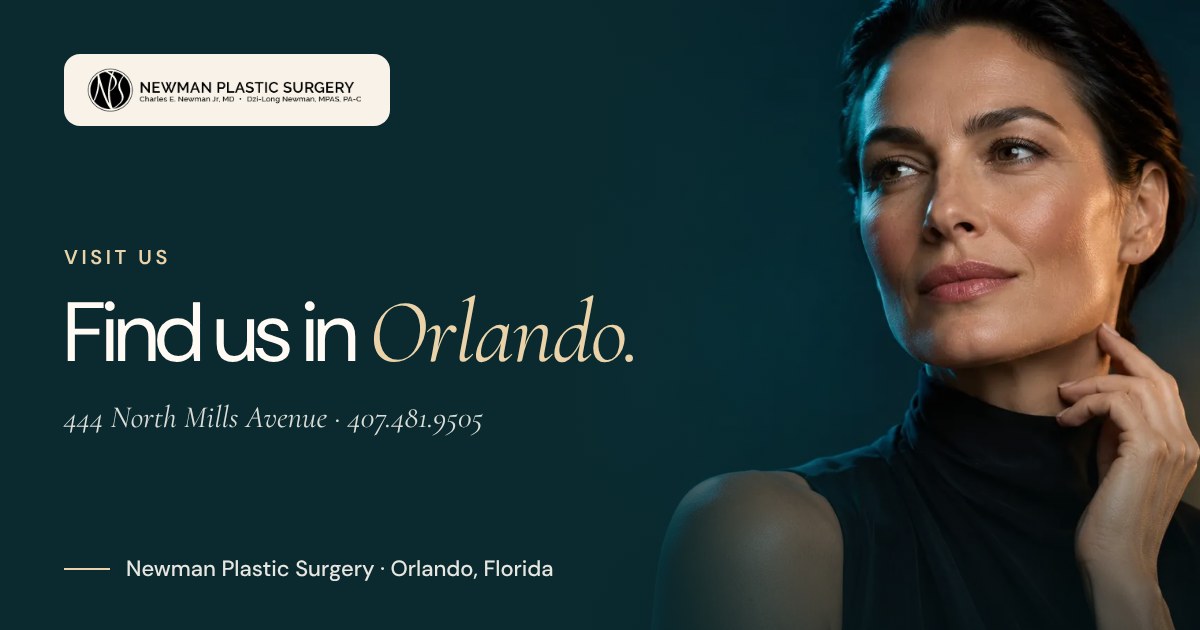 NPS
NEWMAN PLASTIC SURGERY
Charles E. Newman Jr, MD • Dzi-Long Newman, MPAS, PA-C
VISIT US
Find us in Orlando.
444 North Mills Avenue · 407.481.9505
Newman Plastic Surgery · Orlando, Florida